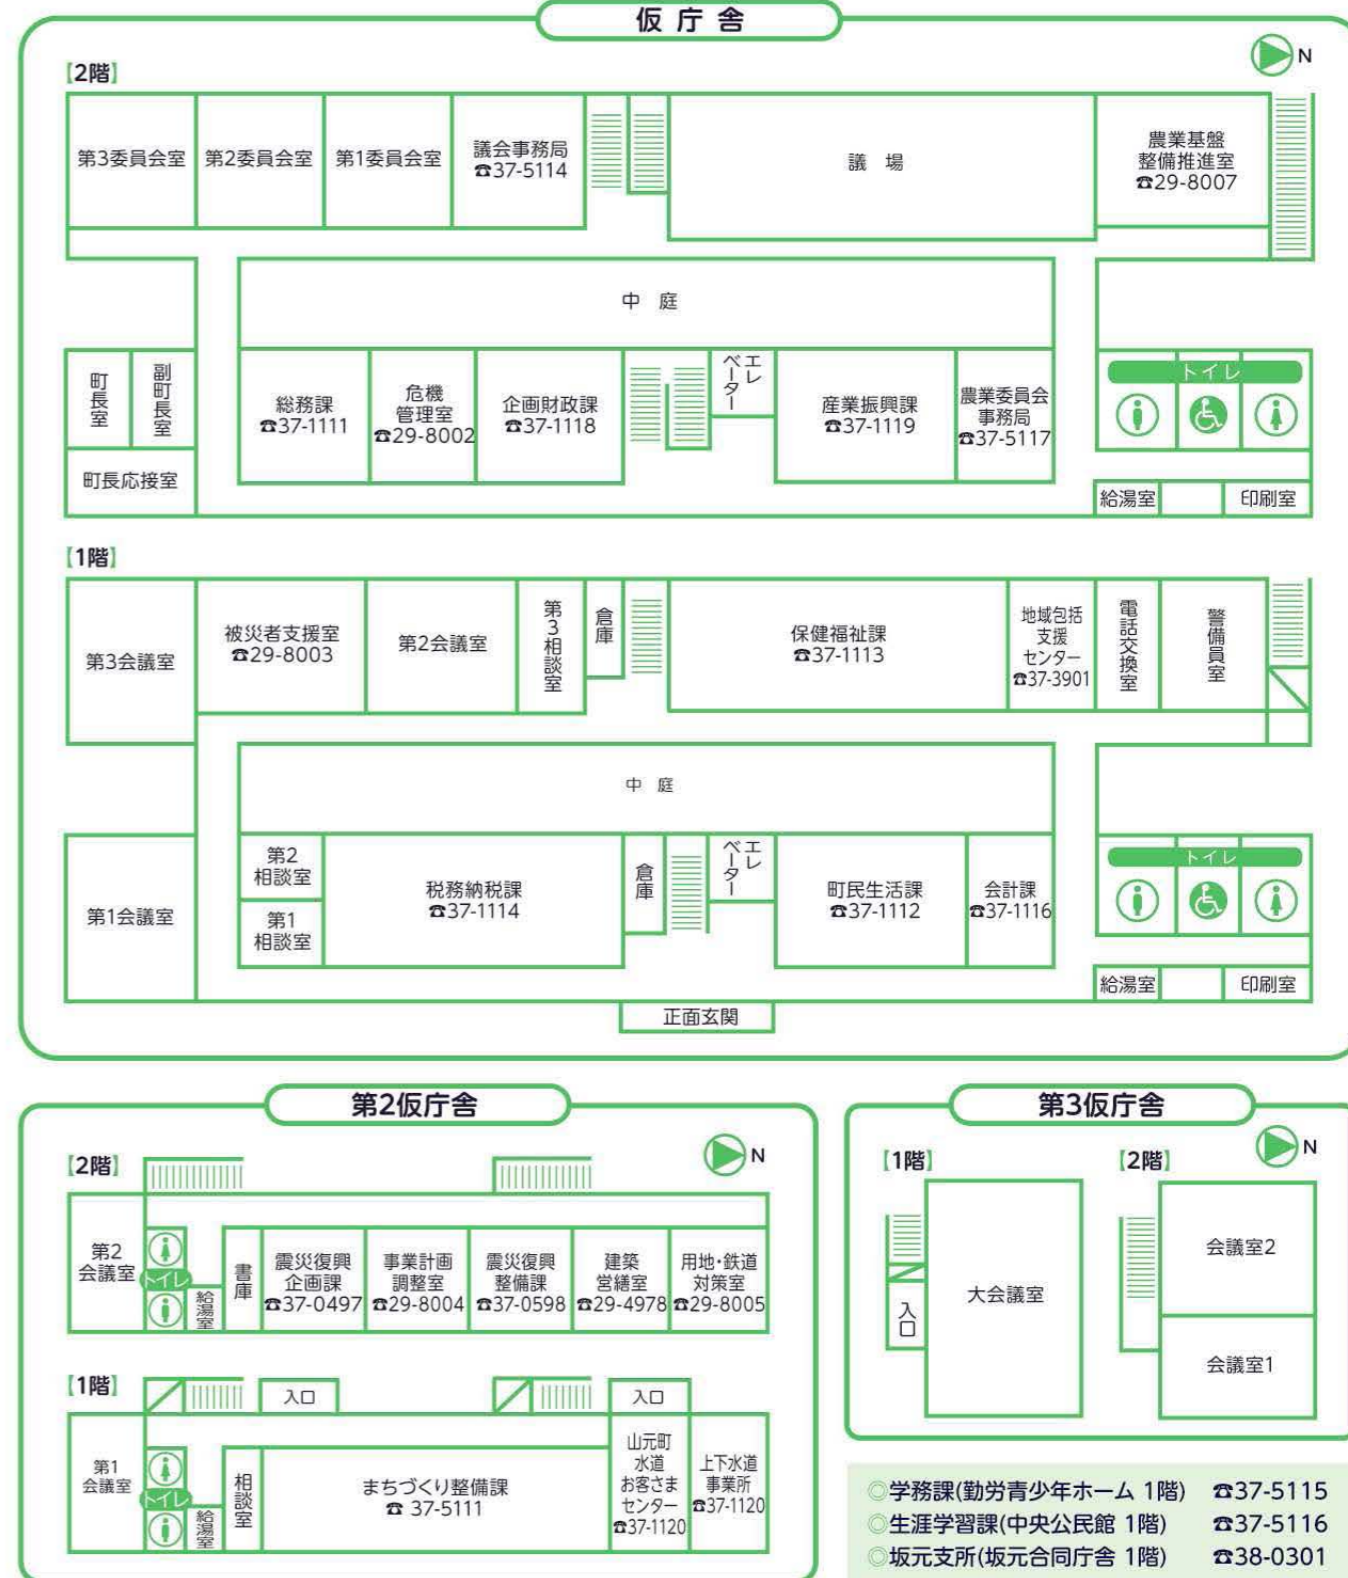 仮庁舎
N
【2階】
第3委員会室
第2委員会室
第1委員会室
議会事務局
☎37-5114
議場
農業基盤
整備推進室
☎29-8007
中庭
町長室
副町長室
町長応接室
総務課
☎37-1111
危機
管理室
☎29-8002
企画財政課
☎37-1118
エレ
ベーター
産業振興課
☎37-1119
農業委員会
事務局
☎37-5117
トイレ
給湯室
印刷室
【1階】
第3会議室
被災者支援室
☎29-8003
第2会議室
第3相談室
倉庫
保健福祉課
☎37-1113
地域包括
支援
センター
☎37-3901
電話交換室
警備員室
中庭
第1会議室
第2
相談室
第1
相談室
税務納税課
☎37-1114
倉庫
エレ
ベーター
町民生活課
☎37-1112
会計課
☎37-1116
トイレ
給湯室
印刷室
正面玄関
第2仮庁舎
N
【2階】
第2
会議室
トイレ
給湯室
書庫
震災復興
企画課
☎37-0497
事業計画
調整室
☎29-8004
震災復興
整備課
☎37-0598
建築
営繕室
☎29-4978
用地・鉄道
対策室
☎29-8005
【1階】
入口
入口
第1
会議室
トイレ
給湯室
相談室
まちづくり整備課
☎ 37-5111
山元町
水道
お客さま
センター
☎37-1120
上下水道
事業所
☎37-1120
第3仮庁舎
N
【1階】
入口
大会議室
【2階】
会議室2
会議室1
◎学務課(勤労青少年ホーム 1階) ☎37-5115
◎生涯学習課(中央公民館 1階) ☎37-5116
◎坂元支所(坂元合同庁舎 1階) ☎38-0301